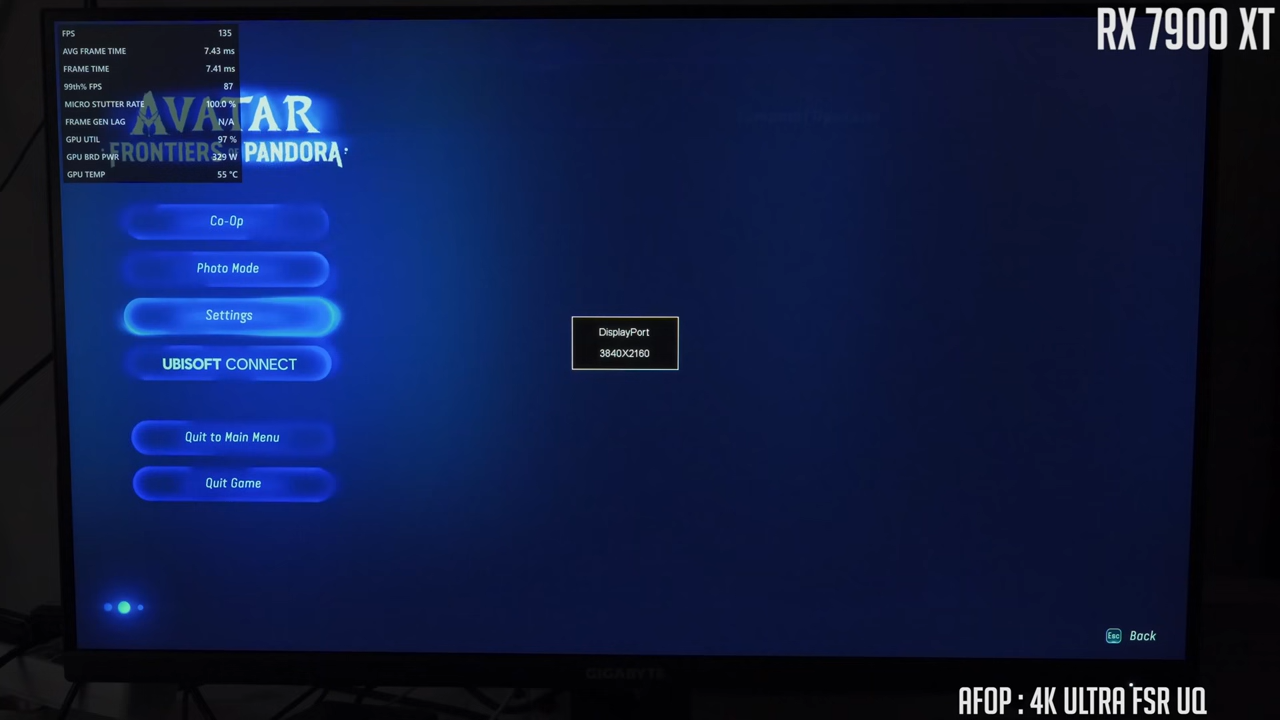 RX 7900 XT
FPS 135
AVG FRAME TIME 7.43 ms
FRAME TIME 7.41 ms
99th% FPS 87
MICRO STUTTER RATE 100.0 %
FRAME GEN LAG N/A
GPU UTIL 97 %
GPU BRD PWR 329 W
GPU TEMP 55 °C
AVATAR
FRONTIERS OF PANDORA
Co-Op
Photo Mode
Settings
UBISOFT CONNECT
Quit to Main Menu
Quit Game
DisplayPort
3840X2160
Esc Back
GIGABYTE
AFOP : 4K ULTRA FSR UQ